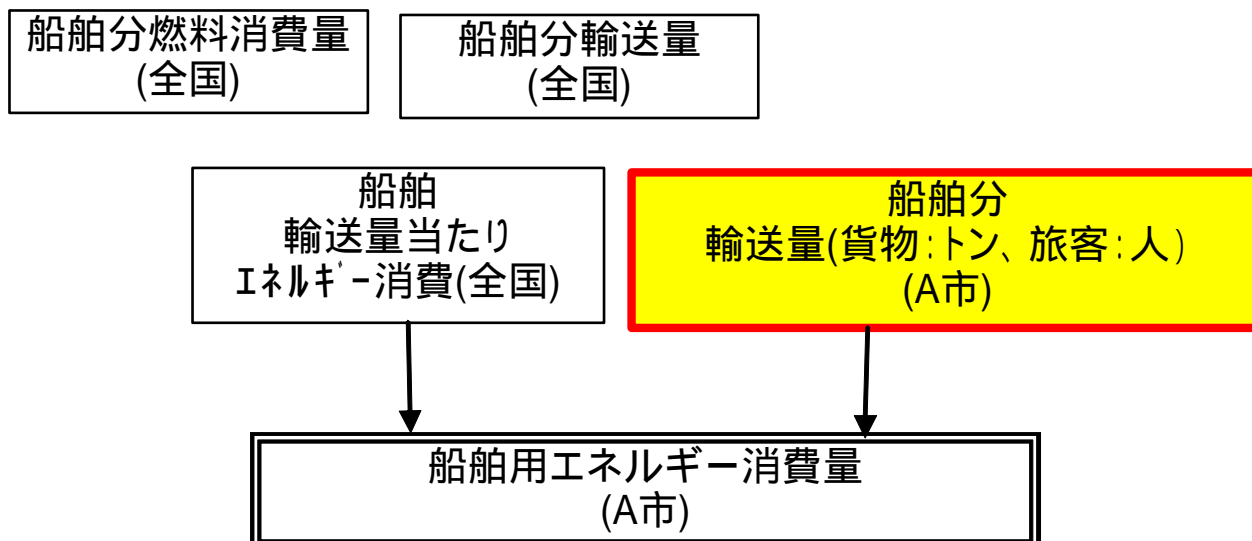 船舶分燃料消費量
(全国)
船舶分輸送量
(全国)
船舶
輸送量当たり
ｴﾈﾙｷﾞｰ消費(全国)
船舶分
輸送量(貨物:トン、旅客:人)
(A市)
船舶用エネルギー消費量
(A市)